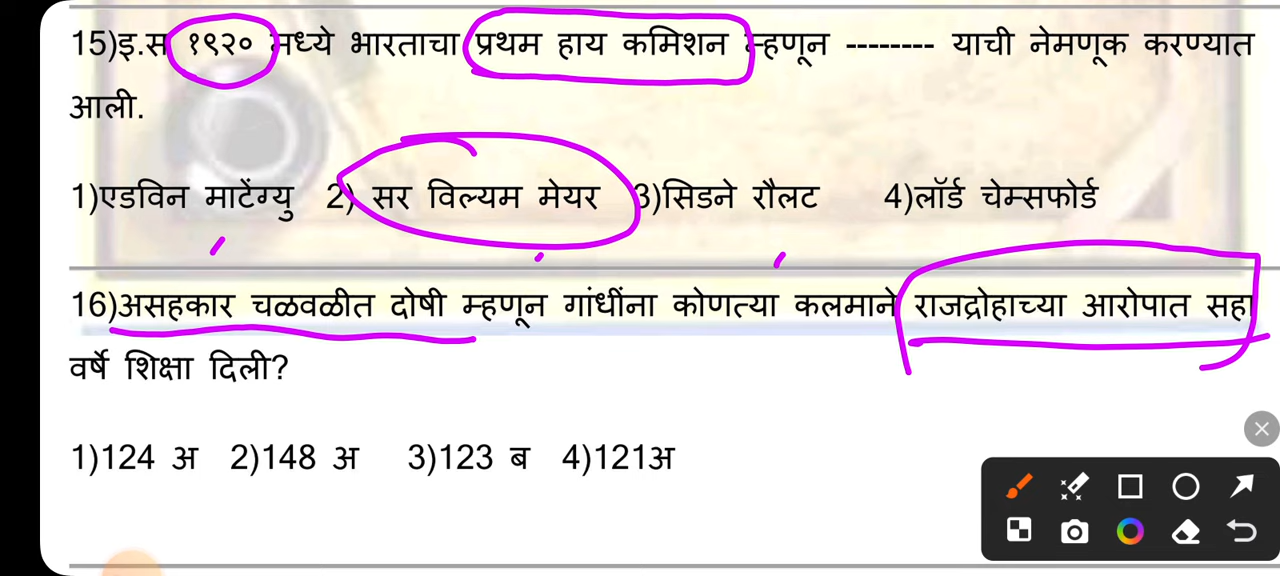 15)इ.स १९२० मध्ये भारताचा प्रथम हाय कमिशन म्हणून -------- याची नेमणूक करण्यात
आली.
1)एडविन माटेंग्यु 2) सर विल्यम मेयर 3)सिडने रौलट 4)लॉर्ड चेम्सफोर्ड
16)असहकार चळवळीत दोषी म्हणून गांधींना कोणत्या कलमाने राजद्रोहाच्या आरोपात सहा
वर्षे शिक्षा दिली?
1)124 अ 2)148 अ 3)123 ब 4)121अ